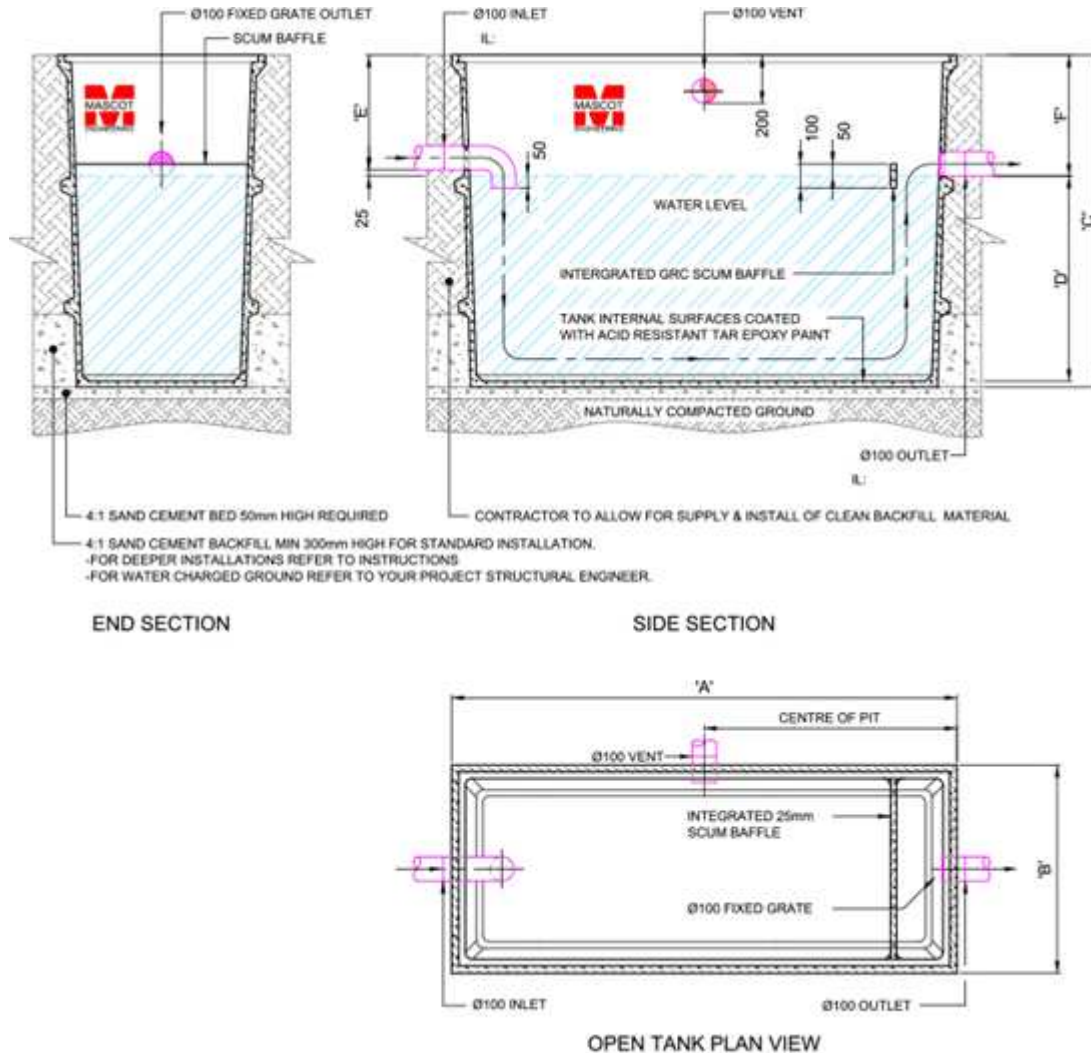 Ø100 FIXED GRATE OUTLET
SCUM BAFFLE
Ø100 INLET
IL:
Ø100 VENT
MASCOT
ENGINEERING
MASCOT
ENGINEERING
'E'
25
50
200
100
50
'F'
'C'
'D'
WATER LEVEL
INTERGRATED GRC SCUM BAFFLE
TANK INTERNAL SURFACES COATED
WITH ACID RESISTANT TAR EPOXY PAINT
NATURALLY COMPACTED GROUND
Ø100 OUTLET
IL:
4:1 SAND CEMENT BED 50mm HIGH REQUIRED
CONTRACTOR TO ALLOW FOR SUPPLY & INSTALL OF CLEAN BACKFILL MATERIAL
4:1 SAND CEMENT BACKFILL MIN 300mm HIGH FOR STANDARD INSTALLATION.
-FOR DEEPER INSTALLATIONS REFER TO INSTRUCTIONS
-FOR WATER CHARGED GROUND REFER TO YOUR PROJECT STRUCTURAL ENGINEER.
END SECTION
SIDE SECTION
'A'
CENTRE OF PIT
Ø100 VENT
INTEGRATED 25mm
SCUM BAFFLE
'B'
Ø100 FIXED GRATE
Ø100 INLET
Ø100 OUTLET
OPEN TANK PLAN VIEW